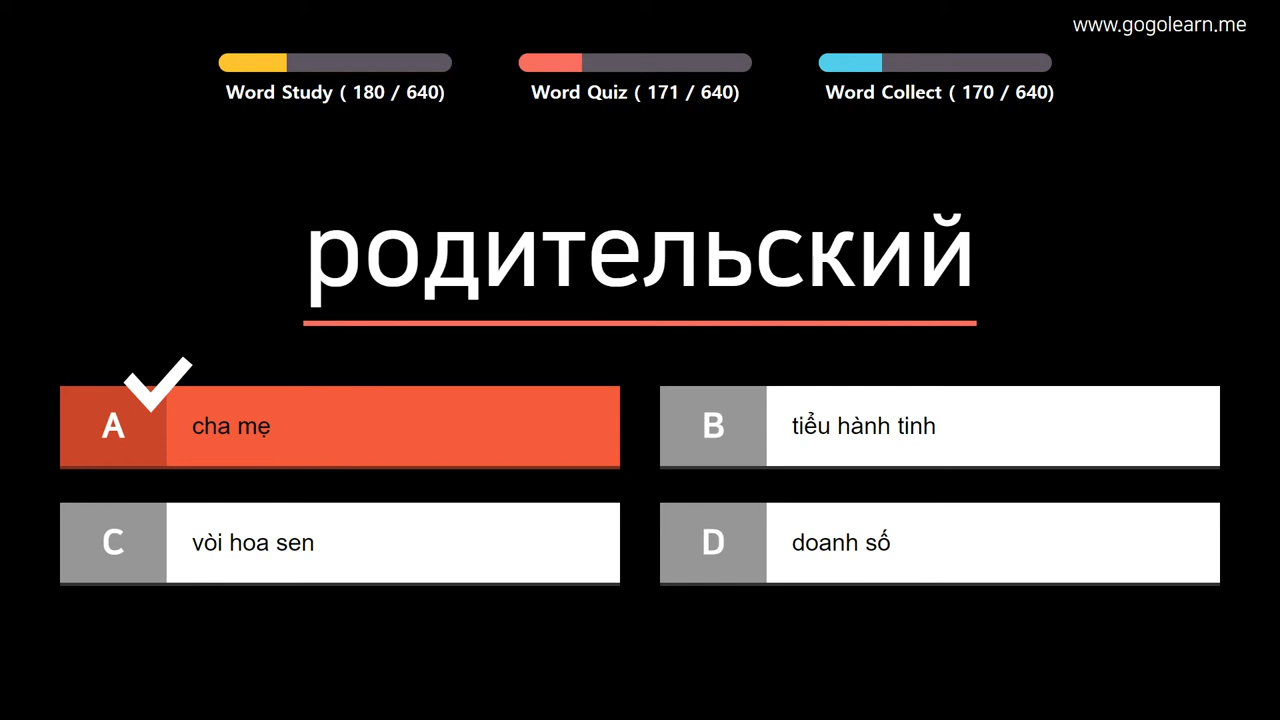 www.gogolearn.me
Word Study ( 180 / 640)
Word Quiz ( 171 / 640)
Word Collect ( 170 / 640)
родительский
A cha mẹ
B tiểu hành tinh
C vòi hoa sen
D doanh số